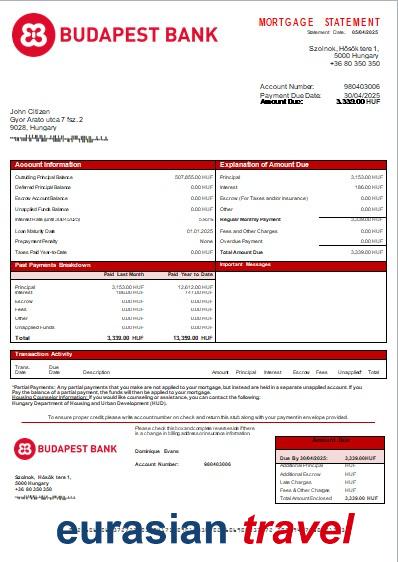 BUDAPEST BANK
MORTGAGE STATEMENT
Statement Date: 05/04/2025
Szolnok, Hősök tere 1,
5000 Hungary
+36 80 350 350
Account Number: 980403006
Payment Due Date: 30/04/2025
Amount Due: 3,339.00 HUF
John Citizen
Gyor Arato utca 7 fsz. 2
9028, Hungary
Account Information
Outstanding Principal Balance 507,655.00 HUF
Deferred Principal Balance 0.00 HUF
Escrow Account Balance 0.00 HUF
Unapplied Funds Balance 0.00 HUF
Loan Maturity Date 01.01.2025
Prepayment Penalty None
Taxes Paid Year-to-Date 0.00 HUF
Explanation of Amount Due
Principal 3,153.00 HUF
Interest 186.00 HUF
Escrow (For Taxes and/or Insurance) 0.00 HUF
Other 0.00 HUF
Regular Monthly Payment 3,339.00 HUF
Fees and Other Charges 0.00 HUF
Overdue Payment 0.00 HUF
3,339.00 HUF
Past Payments Breakdown
Paid Last Month Paid Year to Date
Principal 3,153.00 HUF 12,612.00 HUF
Interest 186.00 HUF
Escrow 0.00 HUF 0.00 HUF
Fees 0.00 HUF 0.00 HUF
Other 0.00 HUF 0.00 HUF
Unapplied Funds 0.00 HUF 0.00 HUF
Total 3,339.00 HUF 13,359.00 HUF
Important Messages
Transaction Activity
Trans. Date Due Date Description Amount Principal Interest Escrow Fees Unapplied Total
*Partial Payments: Any partial payments that you make are not applied to your mortgage, but instead are held in a separate unapplied account. If you
Pay the balance of a partial payment, the funds will then be applied to your mortgage.
Housing Counselor Information: If you would like counseling or assistance, you can contact the following:
Hungary Department of Housing and Urban Development (HUD).
To ensure proper credit, please write account number on check and return this stub along with your payment in envelope provided.
Please check this box and complete reverse side if there
is a change in billing address or insurance information
BUDAPEST BANK
Szolnok, Hősök tere 1,
5000 Hungary
+36 80 350 350
Dominique Evans
Account Number: 980403006
Amount Due
Due By 30/04/2025: 3,339.00 HUF
Additional Principal HUF
Additional Escrow HUF
Late Charges HUF
Fees & Other Charges HUF
Total Amount Enclosed HUF
eurasian travel